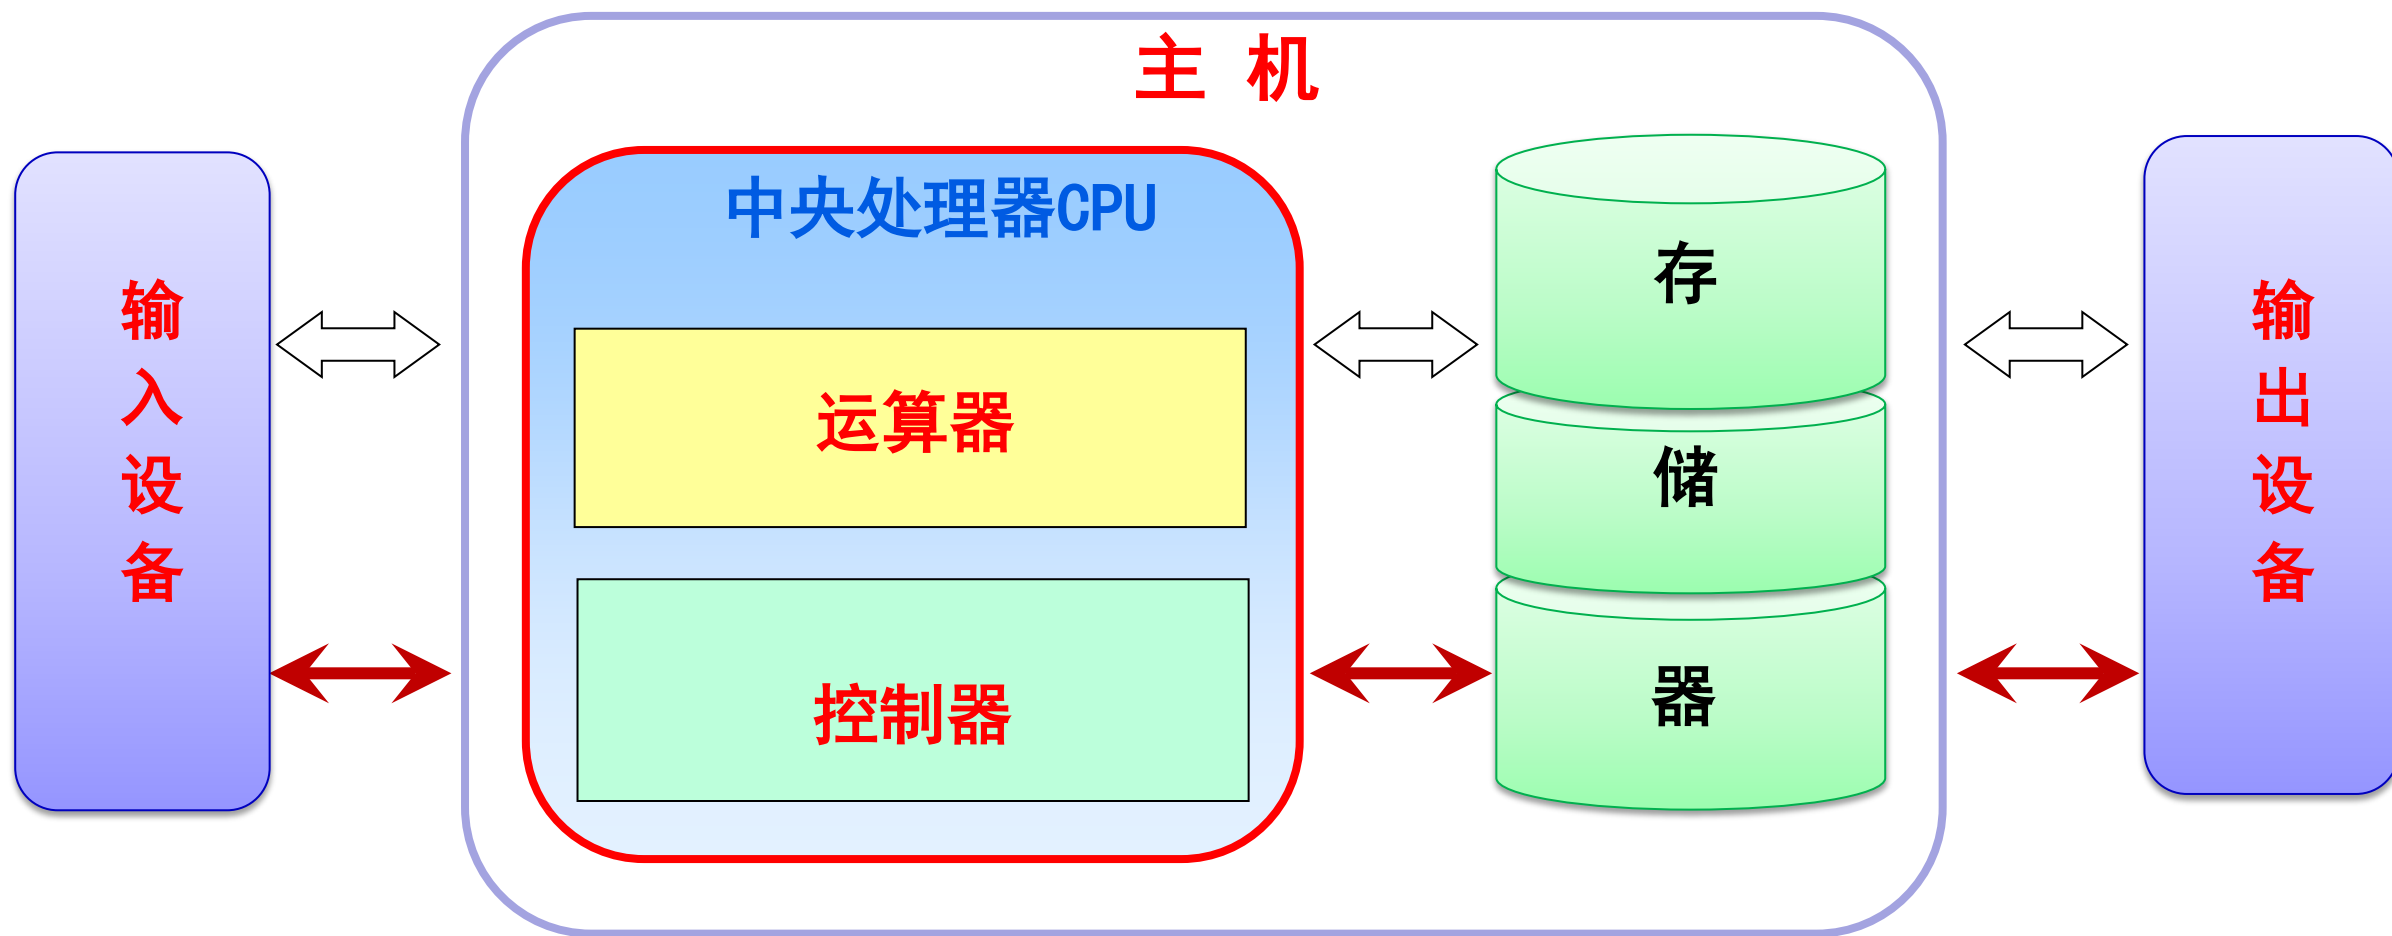 主 机
输入设备
中央处理器CPU
运算器
控制器
存储器
输出设备